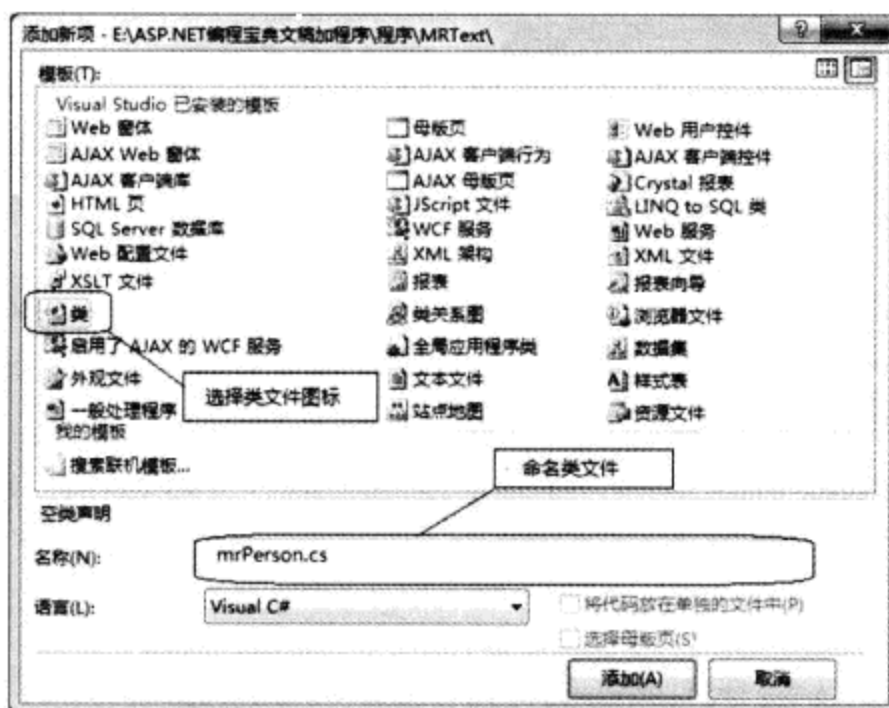 添加新项 - E:\ASP.NET编程宝典文稿加程序\程序\MRText\
模板(T):
Visual Studio 已安装的模板
Web 窗体 母版页 Web 用户控件
AJAX Web 窗体 AJAX 客户端行为 AJAX 客户端控件
AJAX 客户端库 AJAX 母版页 Crystal 报表
HTML 页 JScript 文件 LINQ to SQL 类
SQL Server 数据库 WCF 服务 Web 服务
Web 配置文件 XML 架构 XML 文件
XSLT 文件 报表 报表向导
类 类关系图 浏览器文件
启用了 AJAX 的 WCF 服务 全局应用程序类 数据集
外观文件 文本文件 样式表
选择类文件图标
一般处理程序 站点地图 资源文件
我的模板
搜索联机模板...
命名类文件
空类声明
名称(N): mrPerson.cs
语言(L): Visual C# 将代码放在单独的文件中(P)
选择母版页(S)
添加(A) 取消